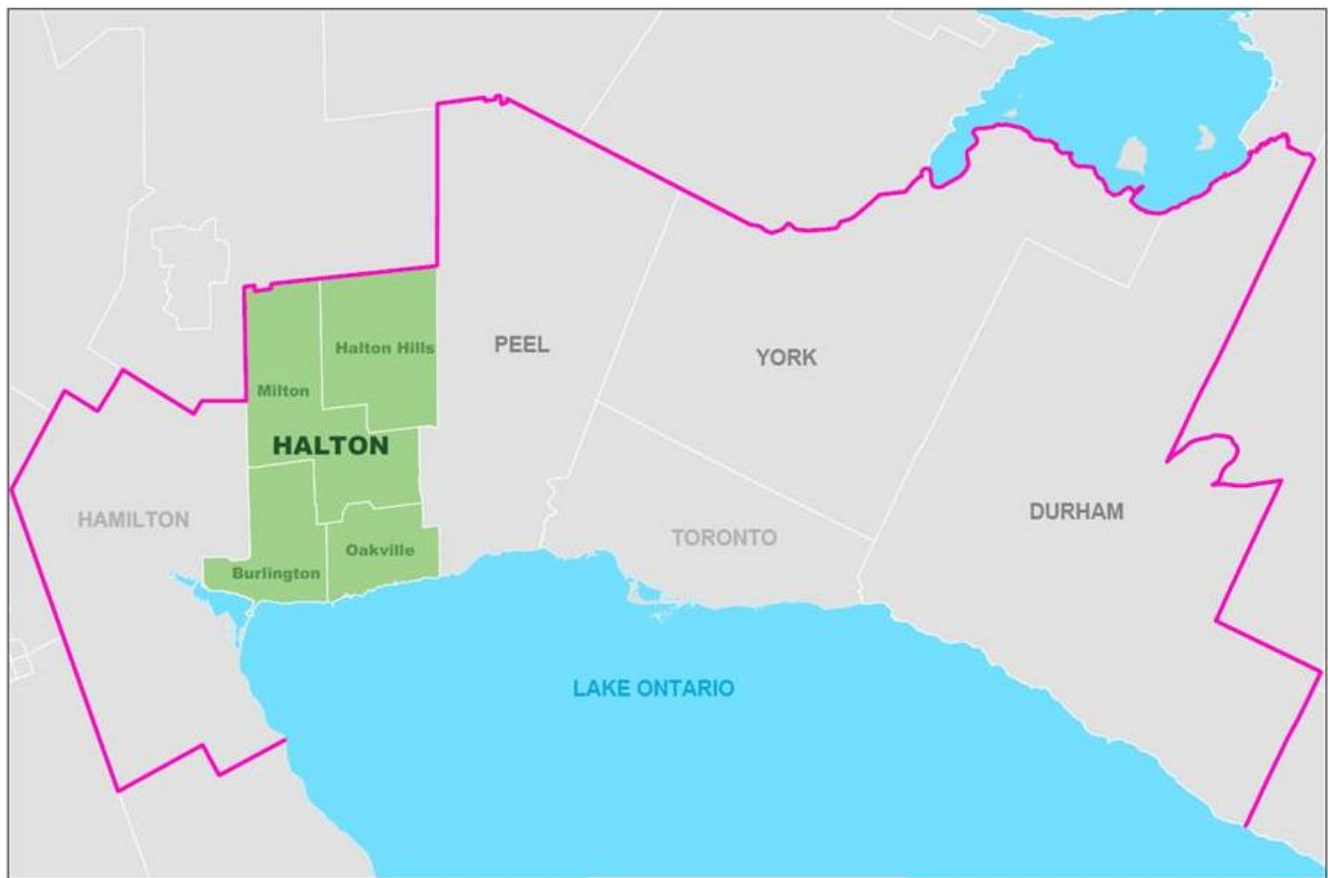 Halton Hills
PEEL
YORK
Milton
HALTON
HAMILTON
DURHAM
TORONTO
Oakville
Burlington
LAKE ONTARIO